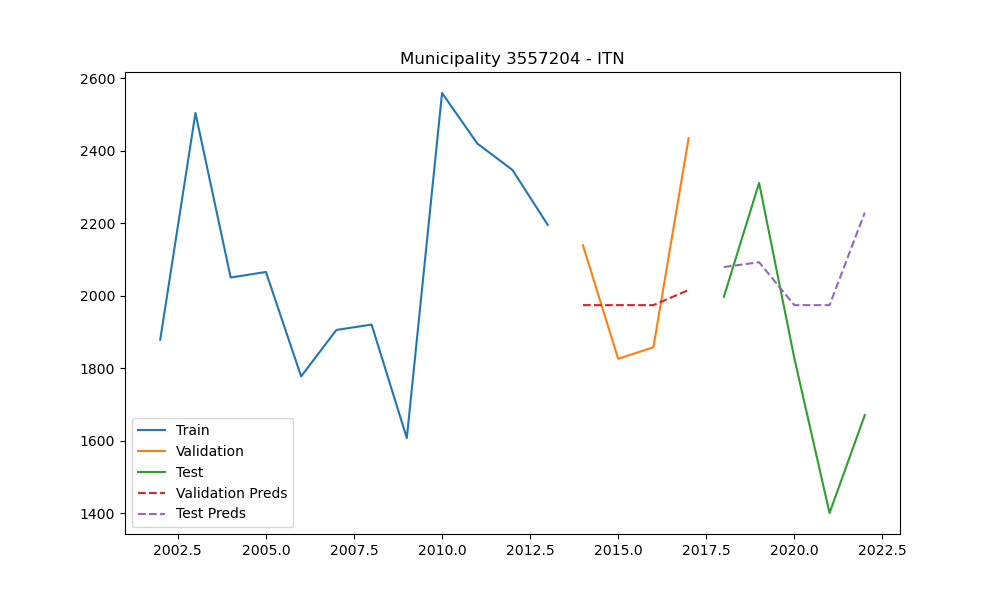 Municipality 3557204 - ITN
2600
2400
2200
2000
1800
1600
1400
Train
Validation
Test
Validation Preds
Test Preds
2002.5 2005.0 2007.5 2010.0 2012.5 2015.0 2017.5 2020.0 2022.5